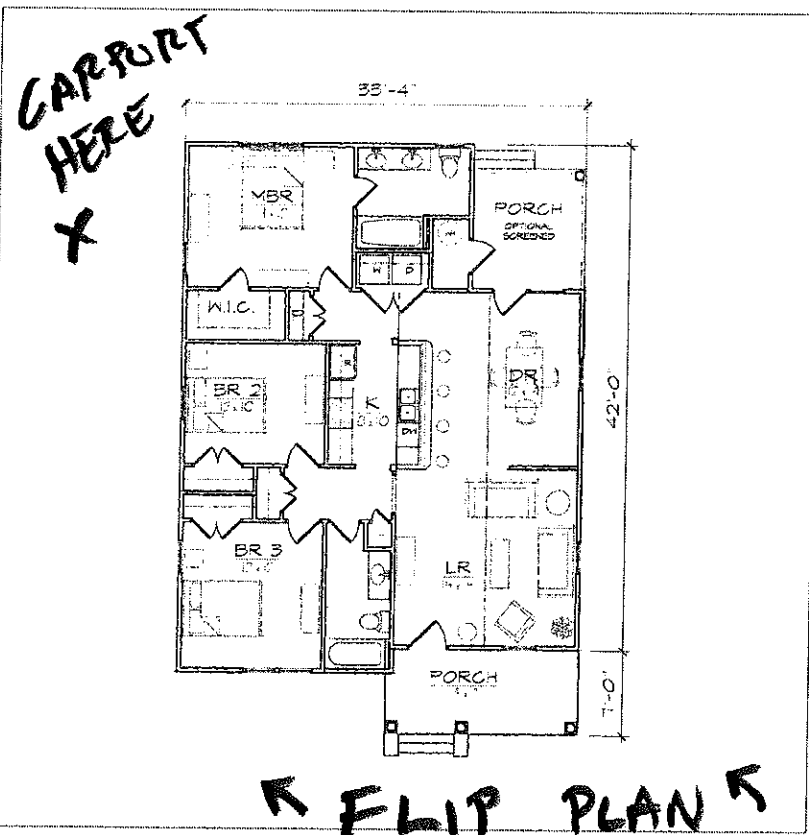 CARPORT
HERE
X
33'-4"
MBR
PORCH
OPTIONAL
SCREENED
W D
W.I.C.
BR 2
K
DR
42'-0"
DW
BR 3
LR
PORCH
7'-0"
FLIP PLAN